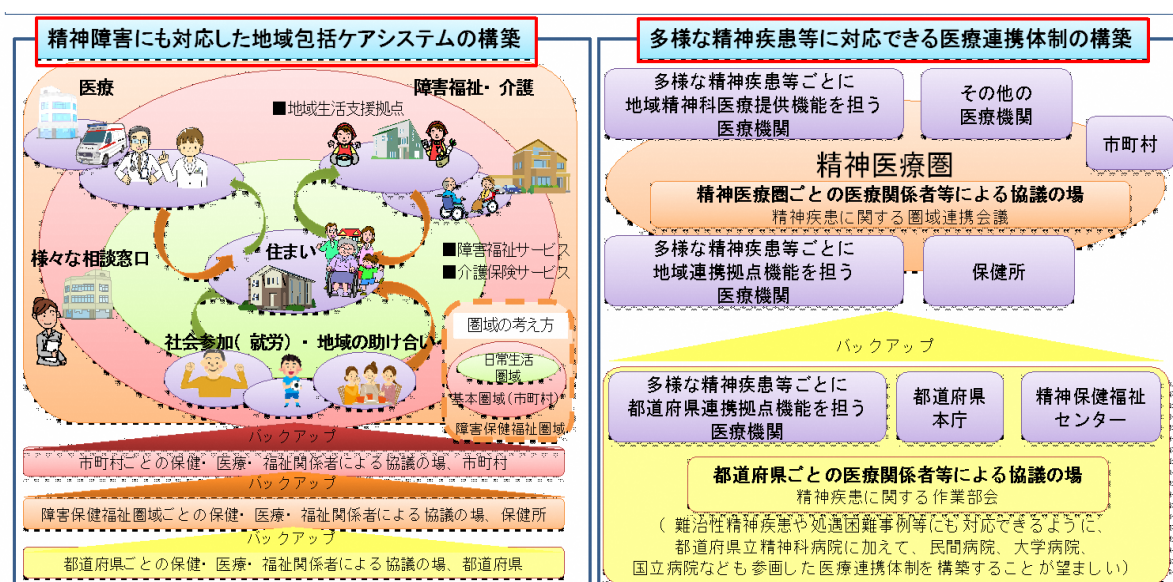 精神障害にも対応した地域包括ケアシステムの構築
医療
障害福祉・介護
■地域生活支援拠点
住まい
■障害福祉サービス
■介護保険サービス
様々な相談窓口
社会参加(就労)・地域の助け合い
圏域の考え方
日常生活
圏域
基本圏域(市町村)
障害保健福祉圏域
バックアップ
市町村ごとの保健・医療・福祉関係者による協議の場、市町村
バックアップ
障害保健福祉圏域ごとの保健・医療・福祉関係者による協議の場、保健所
バックアップ
都道府県ごとの保健・医療・福祉関係者による協議の場、都道府県
多様な精神疾患等に対応できる医療連携体制の構築
多様な精神疾患等ごとに
地域精神科医療提供機能を担う
医療機関
その他の
医療機関
市町村
精神医療圏
精神医療圏ごとの医療関係者等による協議の場
精神疾患に関する圏域連携会議
多様な精神疾患等ごとに
地域連携拠点機能を担う
医療機関
保健所
バックアップ
多様な精神疾患等ごとに
都道府県連携拠点機能を担う
医療機関
都道府県
本庁
精神保健福祉
センター
都道府県ごとの医療関係者等による協議の場
精神疾患に関する作業部会
(難治性精神疾患や処遇困難事例等にも対応できるように、
都道府県立精神科病院に加えて、民間病院、大学病院、
国立病院なども参画した医療連携体制を構築することが望ましい)